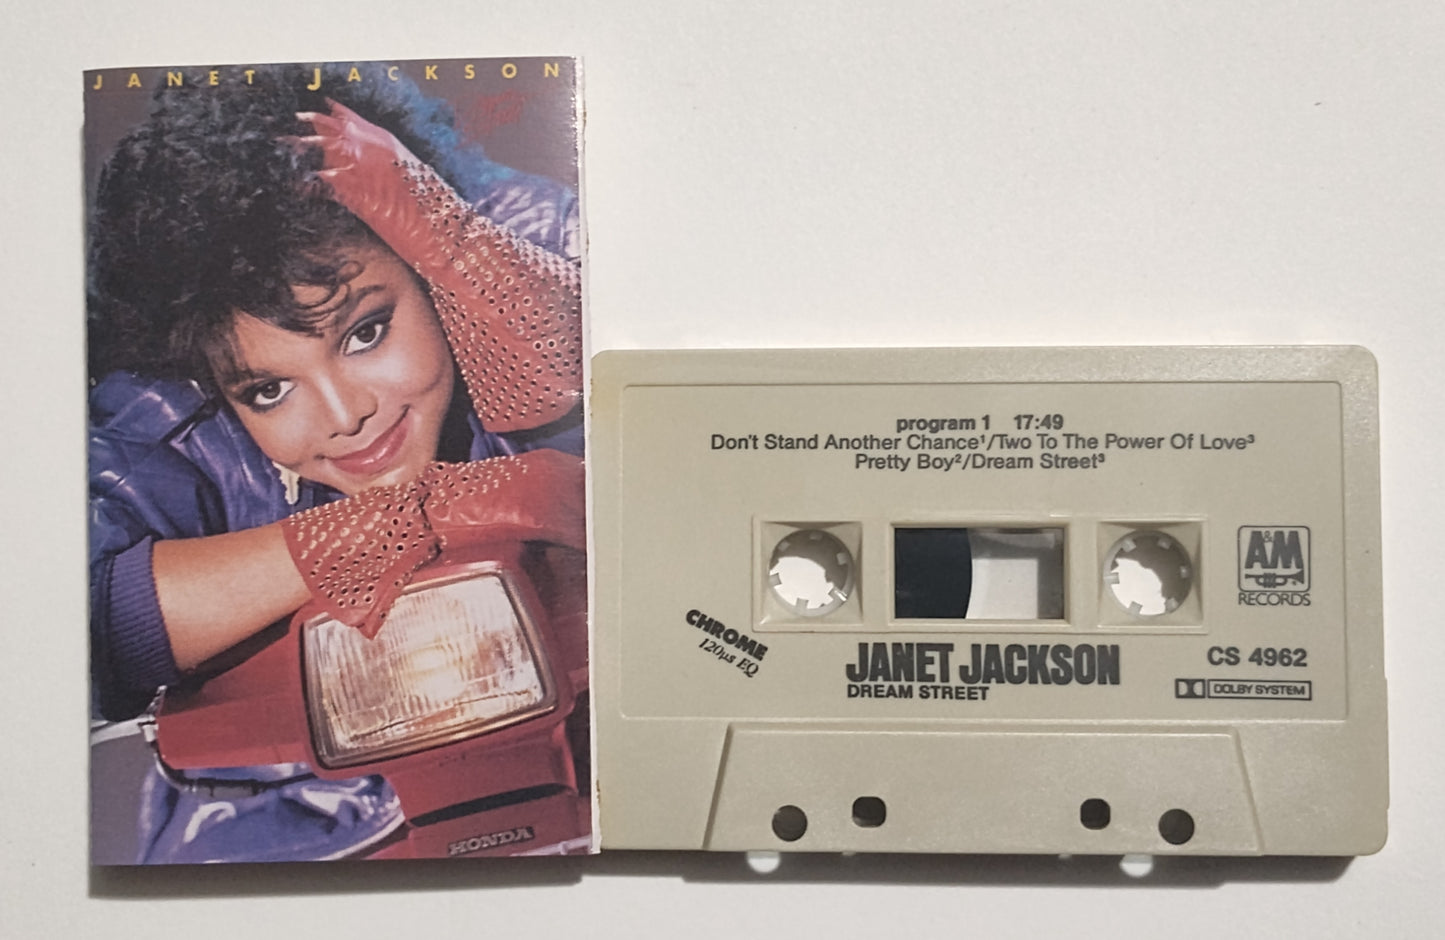 JANET JACKSON
HONDA
program 1 17:49
Don't Stand Another Chance¹/Two To The Power Of Love³
Pretty Boy²/Dream Street³
A&M
RECORDS
CHROME
120µs EQ
JANET JACKSON
DREAM STREET
CS 4962
DOLBY SYSTEM